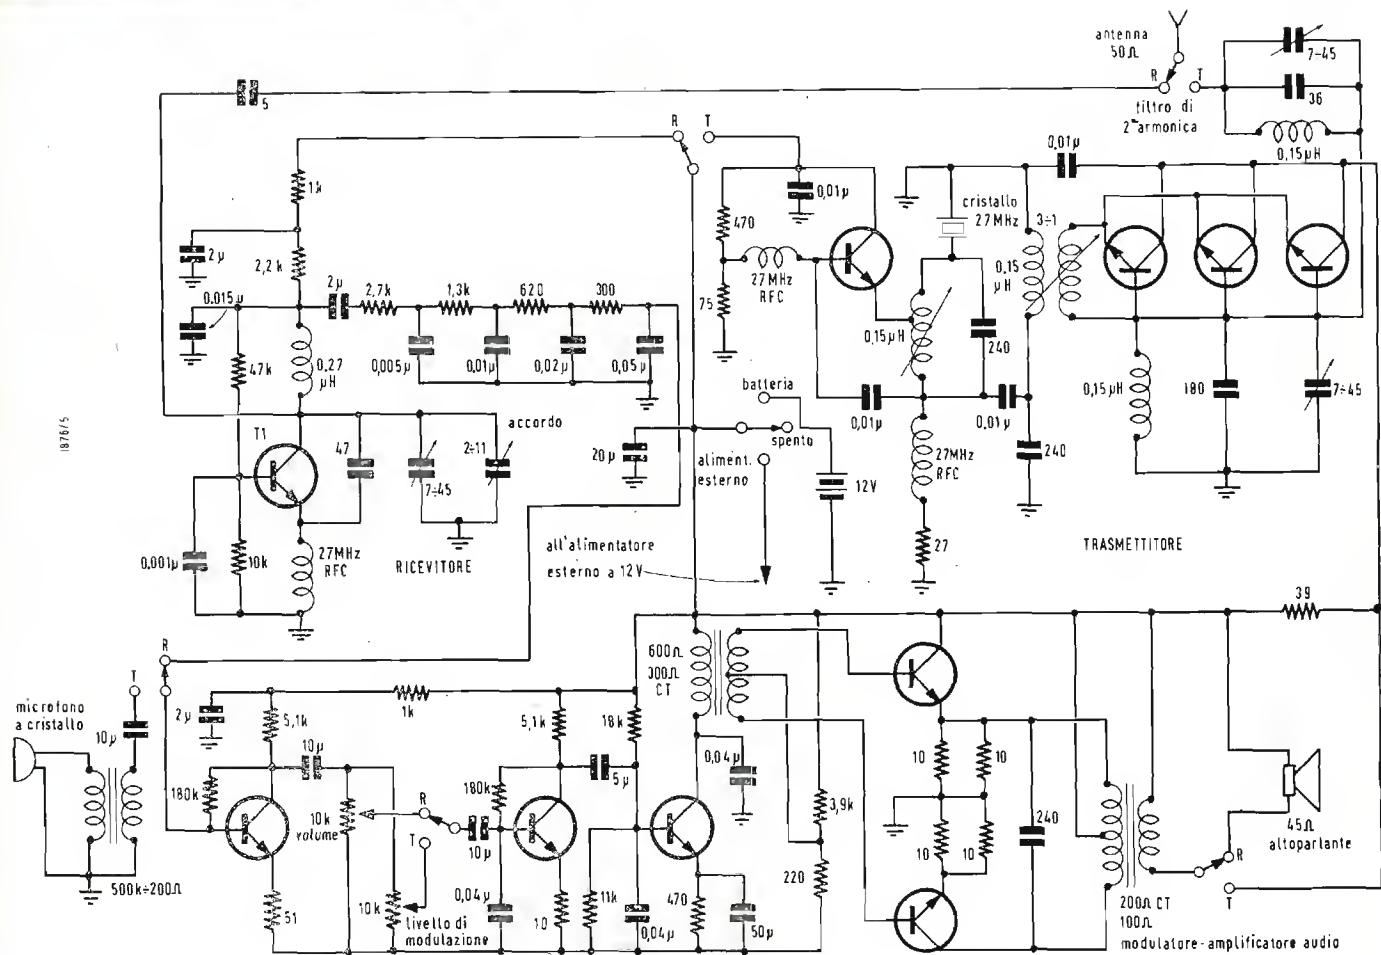 antenna
50Ω
R
T
7÷45
36
0,15µH
filtro di
2ª armonica
5
R
T
1k
0,01µ
470
75
27MHz
RFC
cristallo
27MHz
0,01µ
3÷1
0,15
µH
2µ
2,2k
0.015µ
2µ
2,7k
1,3k
620
300
0,005µ
0,01µ
0,02µ
0,05µ
47k
0,27
µH
0,15µH
240
0,01µ
0,01µ
240
0,15µH
180
7÷45
batteria
spento
aliment.
esterno
20µ
12V
accordo
T1
47
7÷45
2÷11
1876/5
0.001µ
10k
27MHz
RFC
RICEVITORE
all'alimentatore
esterno a 12V
27MHz
RFC
27
TRASMETTITORE
39
R
T
microfono
a cristallo
10µ
500k÷200Ω
2µ
5,1k
1k
5,1k
18k
600Ω
300Ω
CT
180k
10µ
10k
volume
R
T
180k
10µ
5µ
0,04µ
3,9k
220
51
10k
livello di
modulazione
0,04µ
10
11k
0,04µ
470
50µ
10
10
10
10
240
200Ω CT
100Ω
45Ω
altoparlante
R
T
modulatore-amplificatore audio